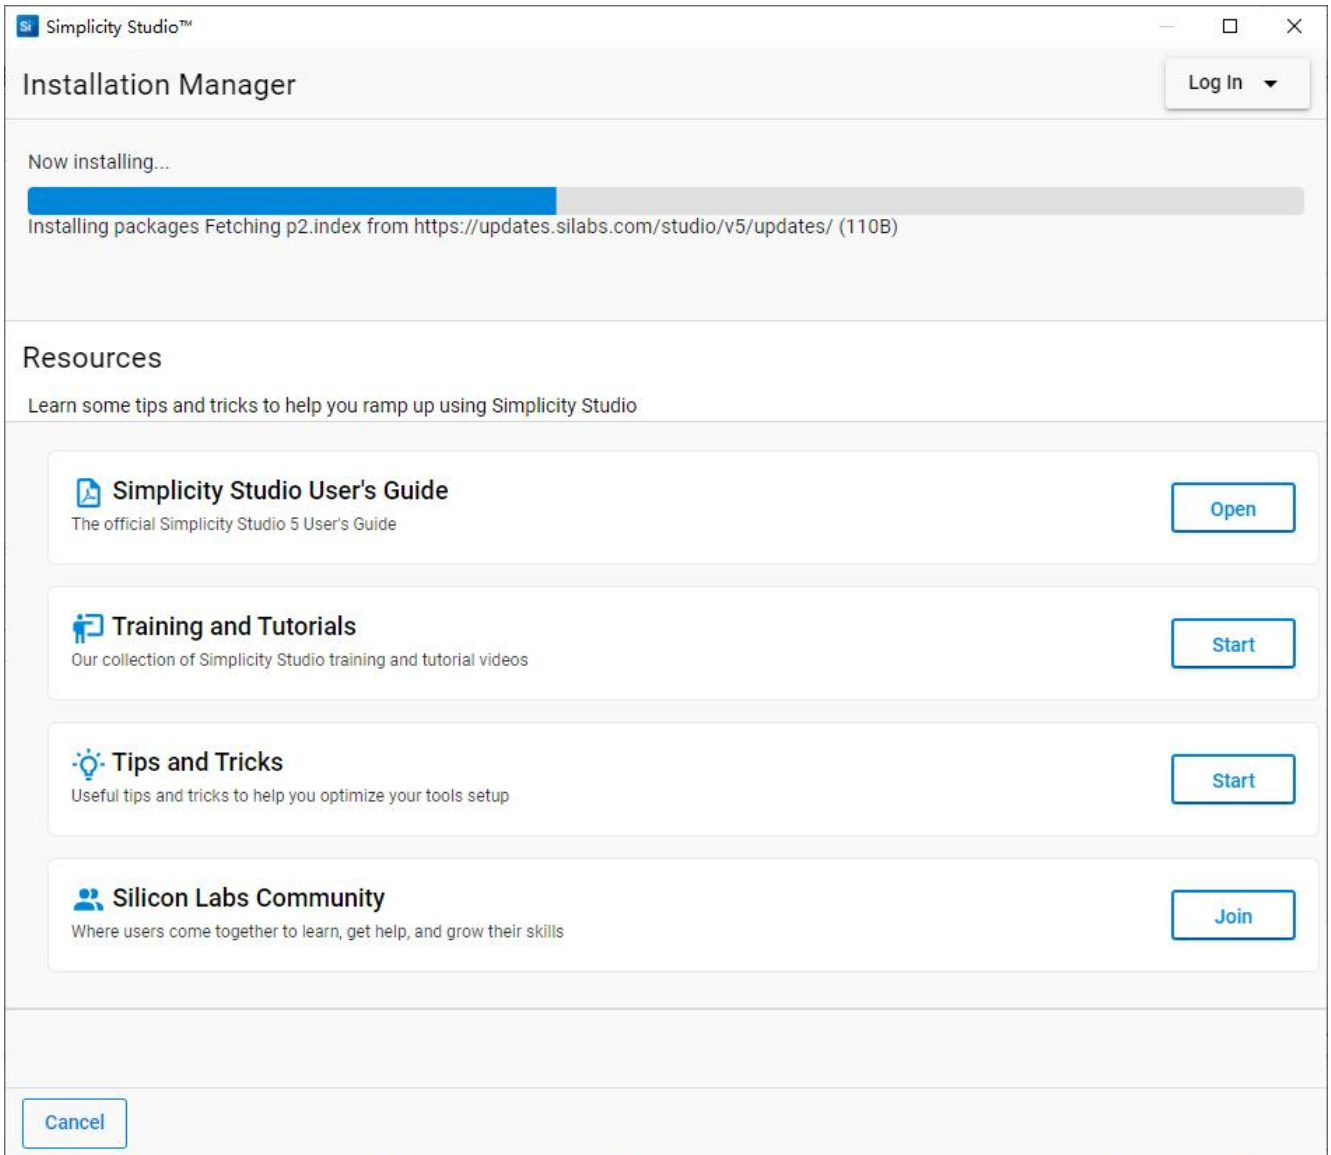 Si Simplicity Studio™
Installation Manager
Log In
Now installing...
Installing packages Fetching p2.index from https://updates.silabs.com/studio/v5/updates/ (110B)
Resources
Learn some tips and tricks to help you ramp up using Simplicity Studio
Simplicity Studio User's Guide
The official Simplicity Studio 5 User's Guide
Open
Training and Tutorials
Our collection of Simplicity Studio training and tutorial videos
Start
Tips and Tricks
Useful tips and tricks to help you optimize your tools setup
Start
Silicon Labs Community
Where users come together to learn, get help, and grow their skills
Join
Cancel